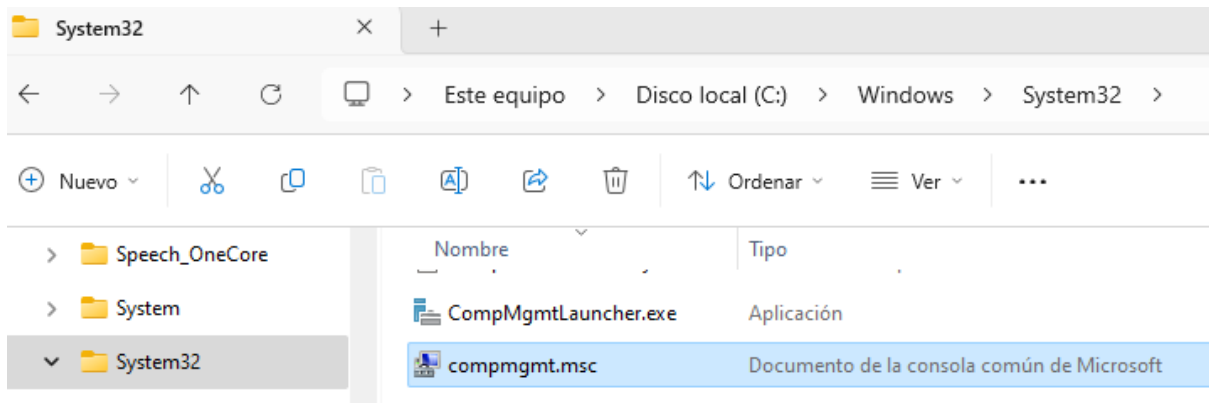 System32
Este equipo > Disco local (C:) > Windows > System32 >
Nuevo Ordenar Ver ...
Speech_OneCore
System
System32
Nombre Tipo
CompMgmtLauncher.exe Aplicación
compmgmt.msc Documento de la consola común de Microsoft